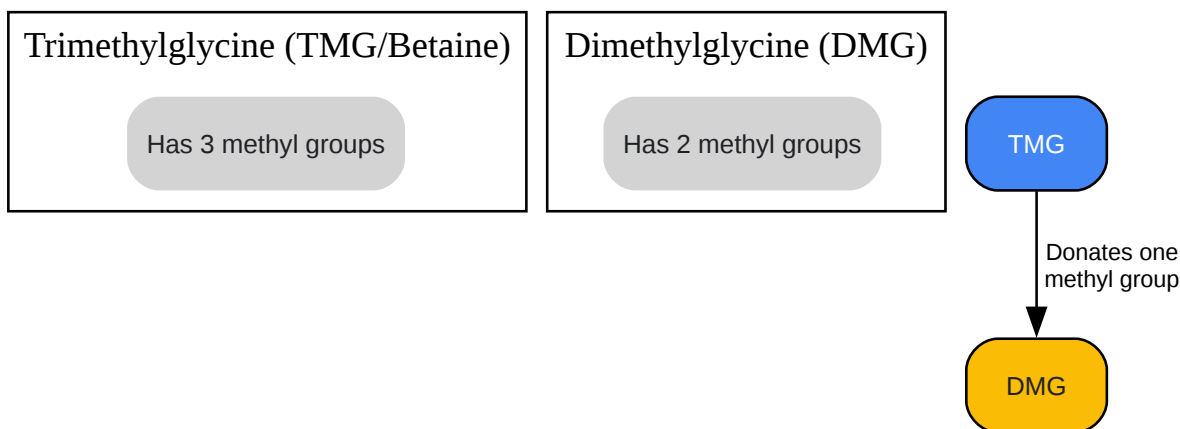 Trimethylglycine (TMG/Betaine)
Has 3 methyl groups
Dimethylglycine (DMG)
Has 2 methyl groups
TMG
Donates one
methyl group
DMG